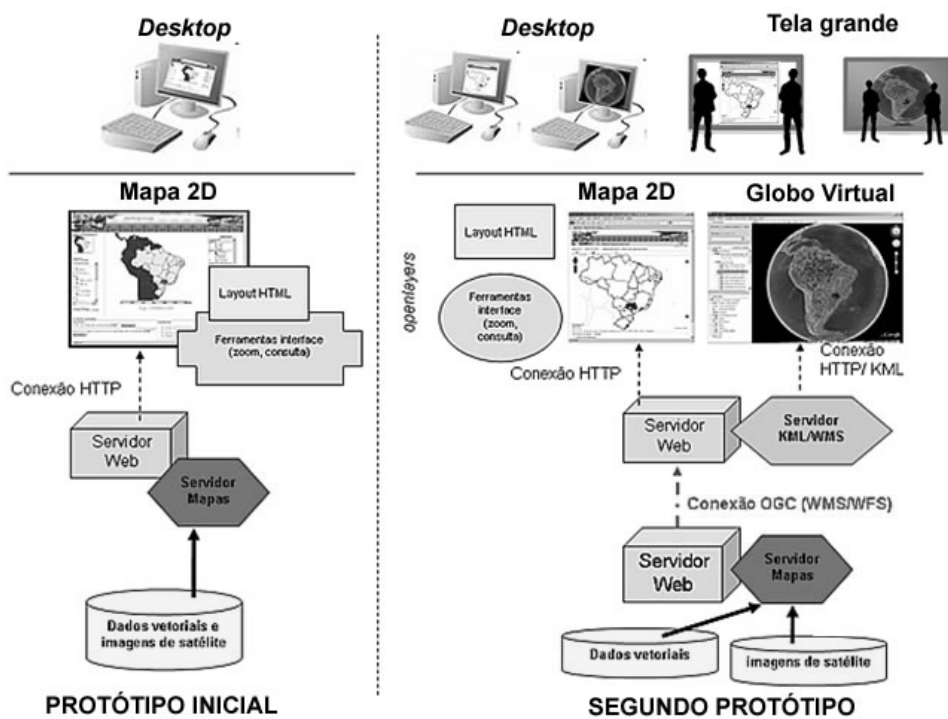 Desktop
Mapa 2D
Layout HTML
Ferramentas interface
(zoom, consulta)
Conexão HTTP
Servidor
Web
Servidor
Mapas
Dados vetoriais e
imagens de satélite
PROTÓTIPO INICIAL
Desktop
Tela grande
Mapa 2D
Globo Virtual
openlayers
Layout HTML
Ferramentas
interface
(zoom,
consulta)
Conexão HTTP
Conexão
HTTP/ KML
Servidor
Web
Servidor
KML/WMS
Conexão OGC (WMS/WFS)
Servidor
Web
Servidor
Mapas
Dados vetoriais
imagens de satélite
SEGUNDO PROTÓTIPO